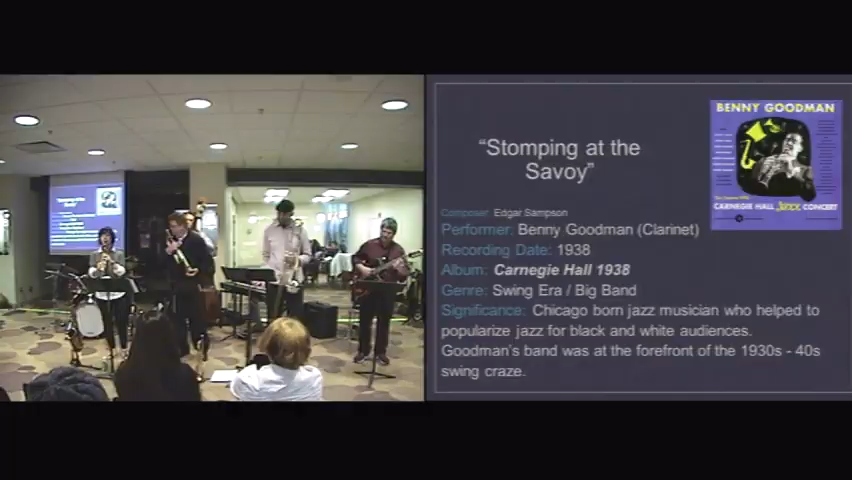 "Stomping at the
Savoy"
Composer: Edgar Sampson
Performer: Benny Goodman (Clarinet)
Recording Date: 1938
Album: Carnegie Hall 1938
Genre: Swing Era / Big Band
Significance: Chicago born jazz musician who helped to
popularize jazz for black and white audiences.
Goodman's band was at the forefront of the 1930s - 40s
swing craze.
BENNY GOODMAN
CARNEGIE HALL JAZZ CONCERT